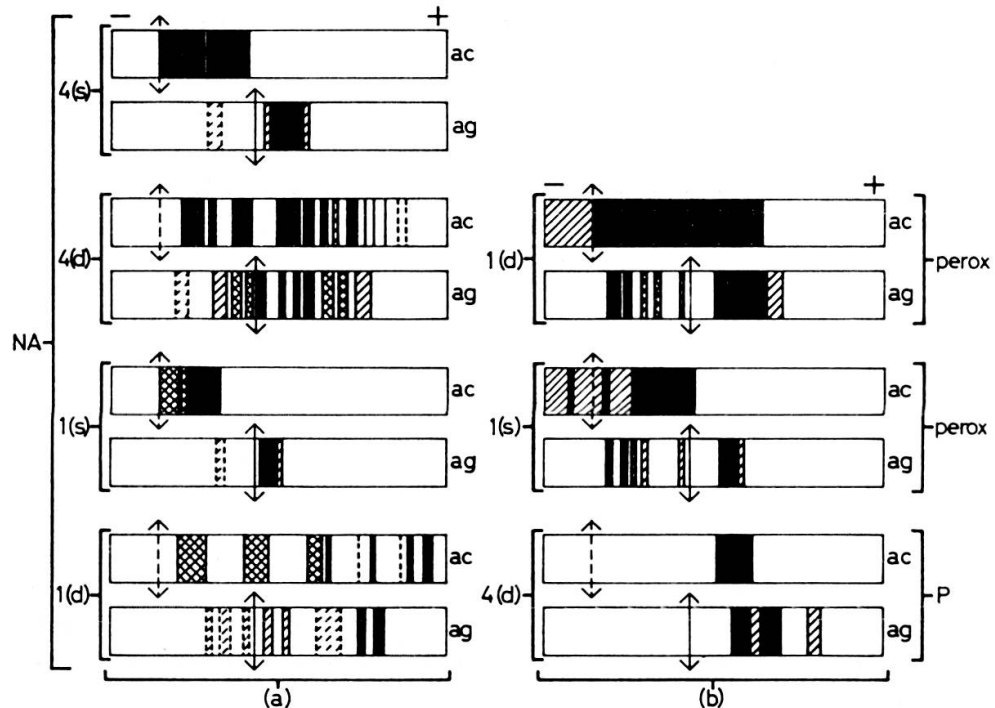 − +
ac
4(s)
ag
− +
ac
4(d)
ag
ac
1(d)
ag
perox
NA
ac
1(s)
ag
ac
1(s)
ag
perox
ac
1(d)
ag
ac
4(d)
ag
P
(a)
(b)